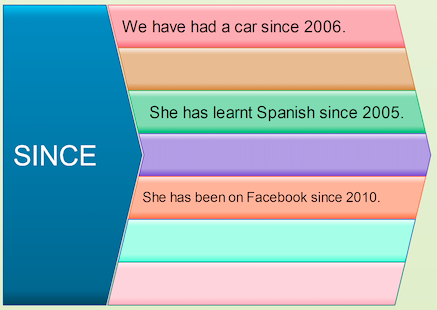 We have had a car since 2006.
She has learnt Spanish since 2005.
SINCE
She has been on Facebook since 2010.